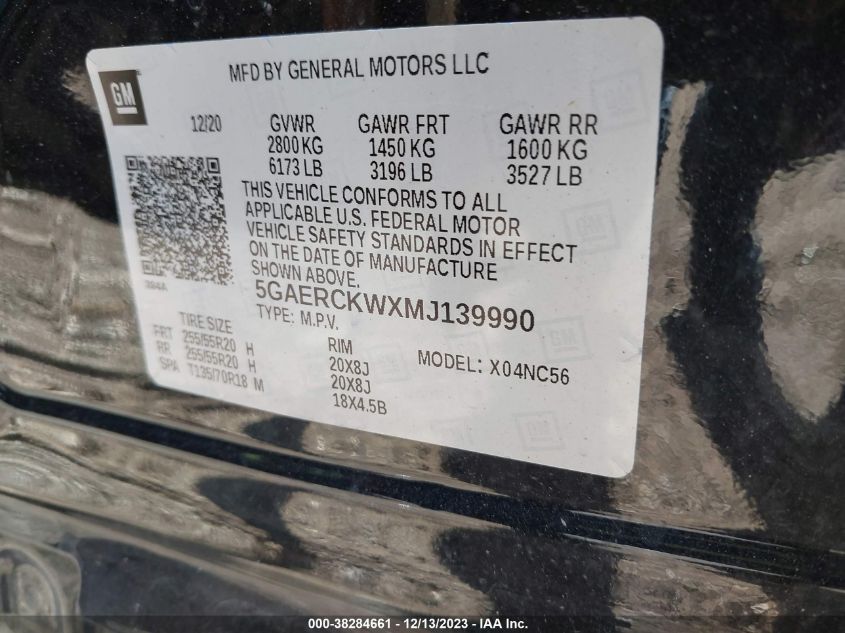 MFD BY GENERAL MOTORS LLC
GM
12/20 GVWR GAWR FRT GAWR RR
2800 KG 1450 KG 1600 KG
6173 LB 3196 LB 3527 LB
THIS VEHICLE CONFORMS TO ALL
APPLICABLE U.S. FEDERAL MOTOR
VEHICLE SAFETY STANDARDS IN EFFECT
ON THE DATE OF MANUFACTURE
SHOWN ABOVE.
5GAERCKWXMJ139990
TYPE: M.P.V.
TIRE SIZE RIM MODEL: X04NC56
FRT 255/55R20 H 20X8J
RR 255/55R20 H 20X8J
SPA T135/70R18 M 18X4.5B
000-38284661 - 12/13/2023 - IAA Inc.